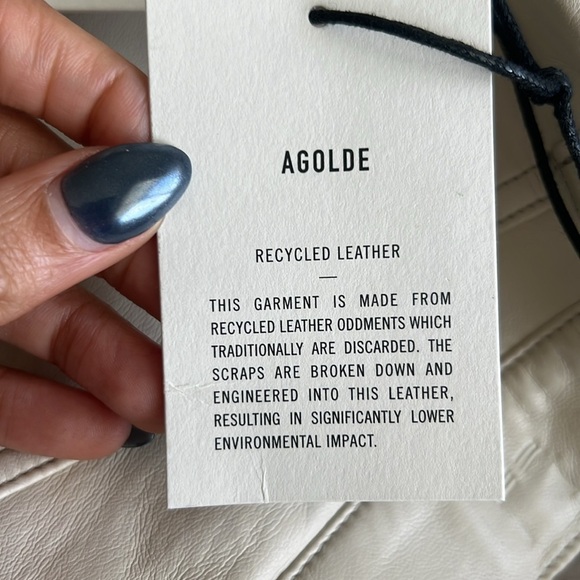 AGOLDE
RECYCLED LEATHER
THIS GARMENT IS MADE FROM
RECYCLED LEATHER ODDMENTS WHICH
TRADITIONALLY ARE DISCARDED. THE
SCRAPS ARE BROKEN DOWN AND
ENGINEERED INTO THIS LEATHER,
RESULTING IN SIGNIFICANTLY LOWER
ENVIRONMENTAL IMPACT.